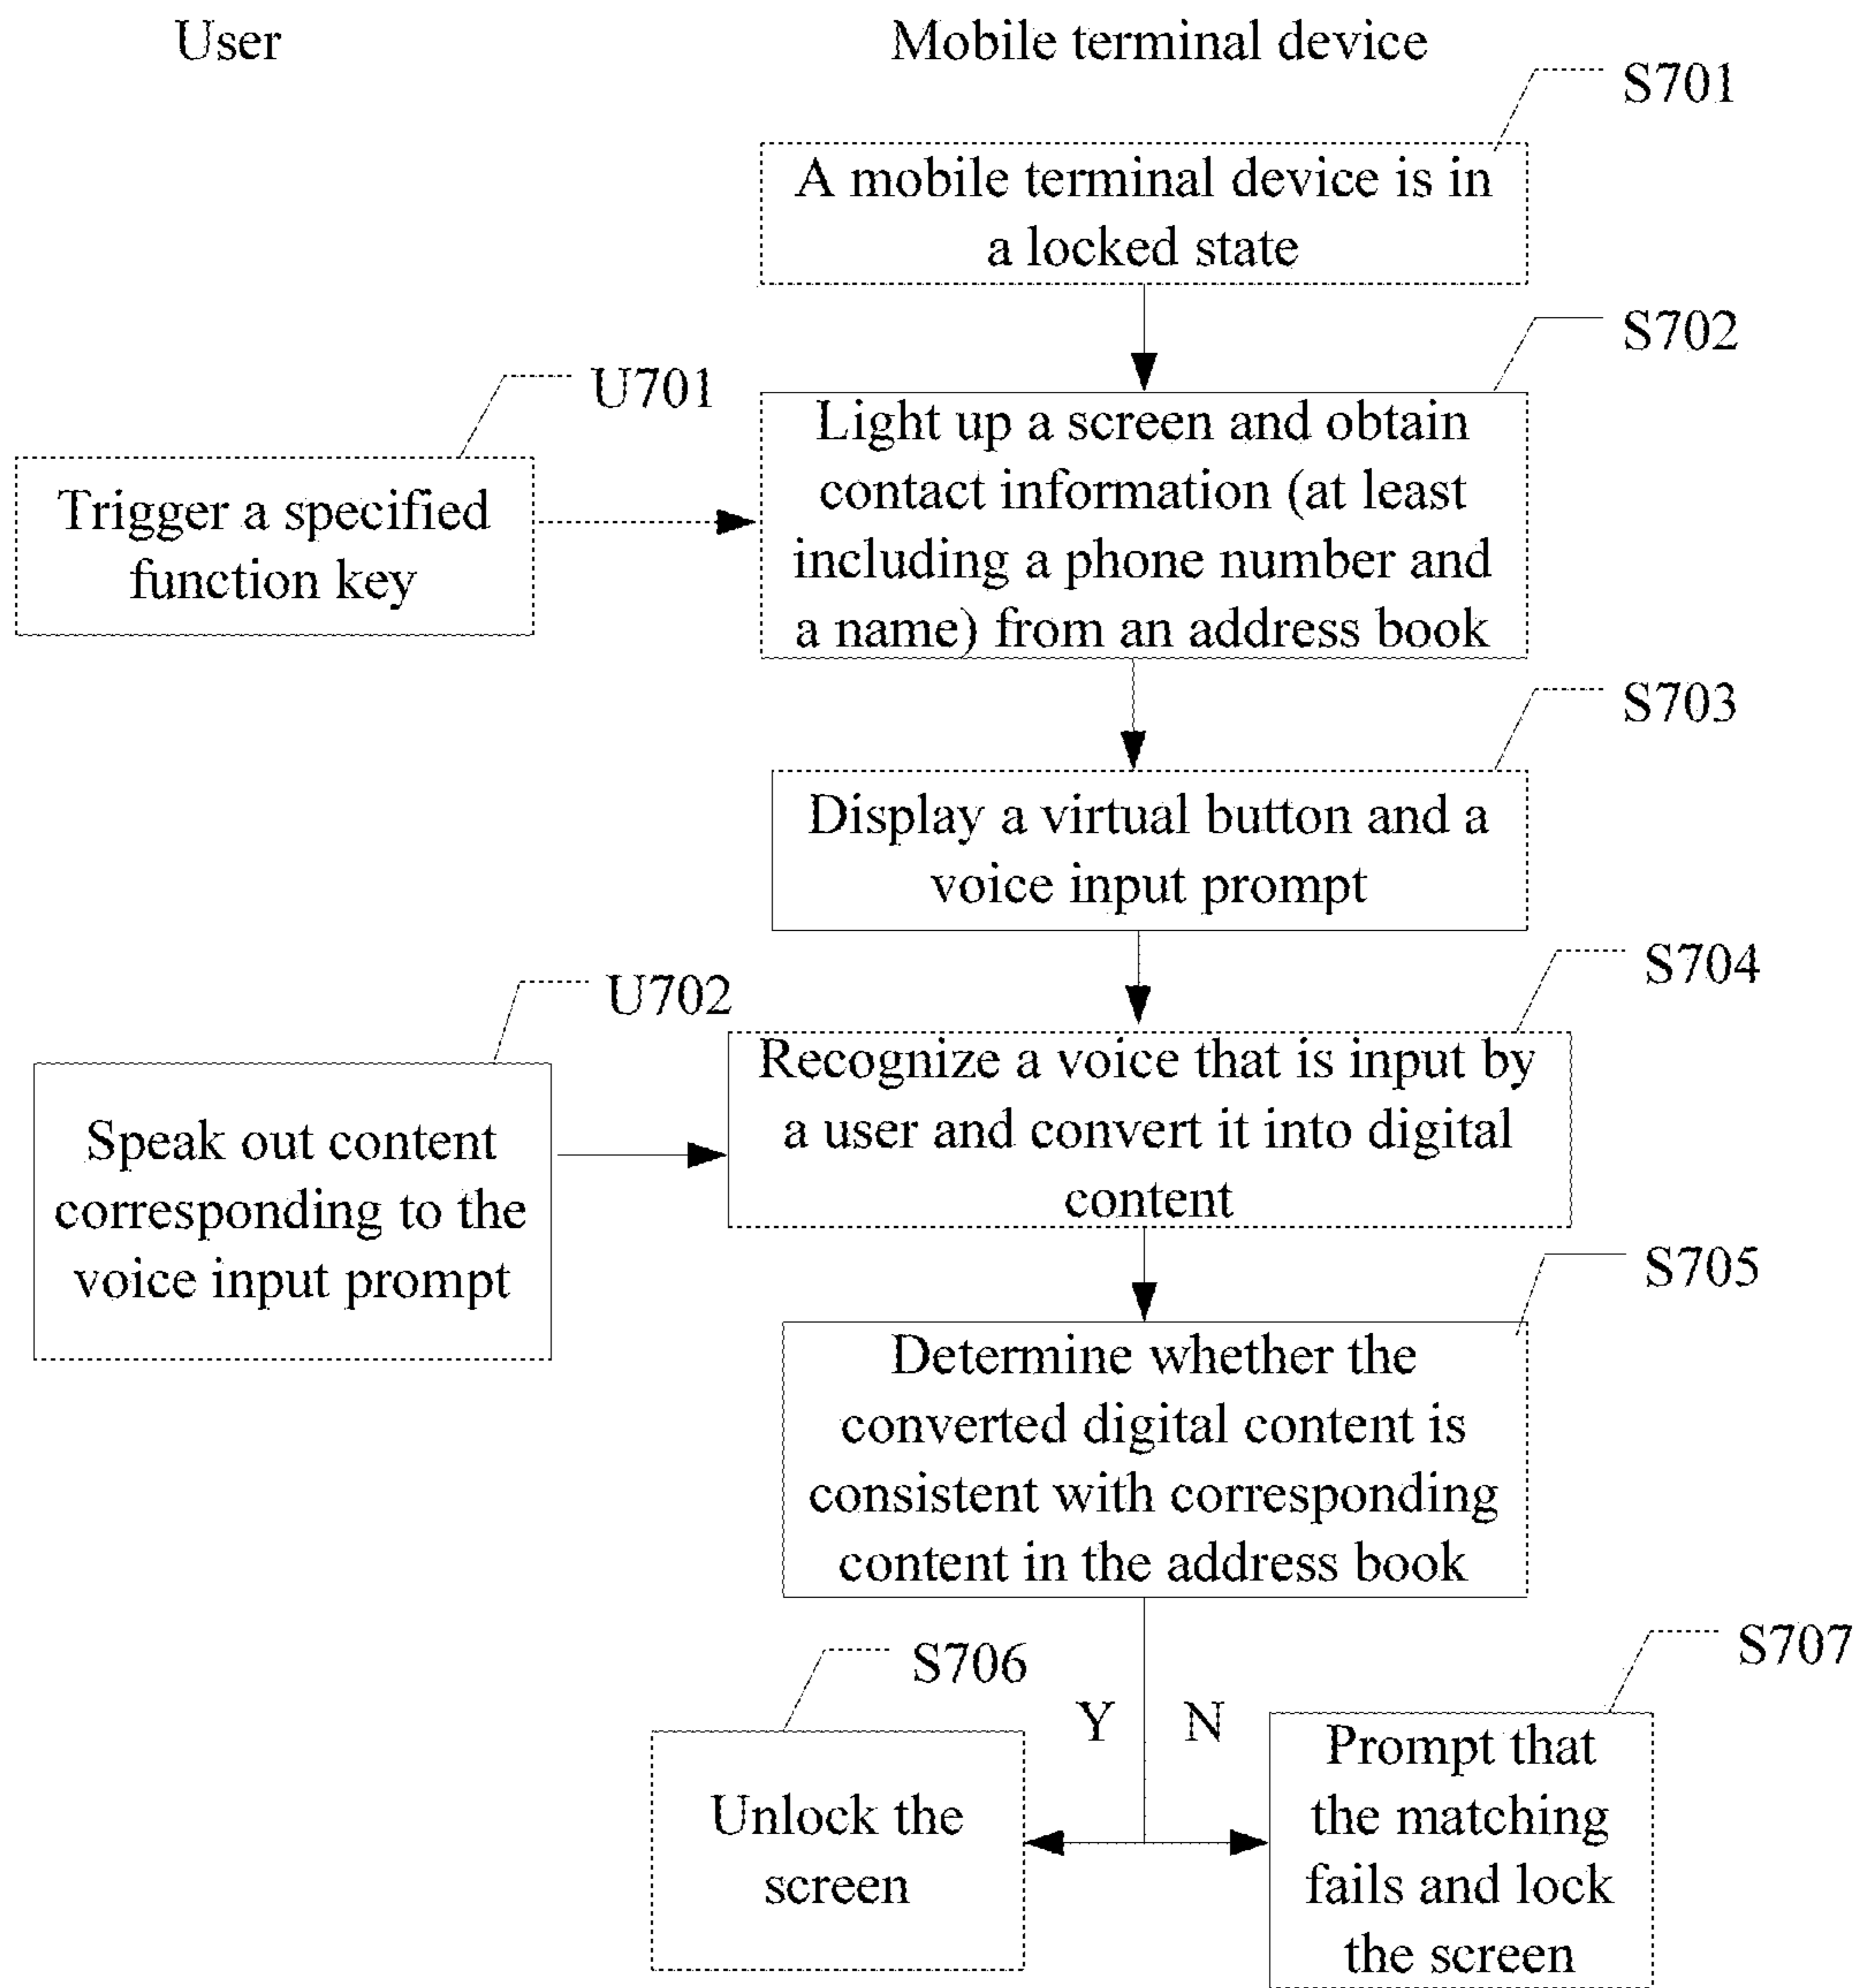 User
Mobile terminal device
S701
A mobile terminal device is in
a locked state
S702
U701
Light up a screen and obtain
contact information (at least
including a phone number and
a name) from an address book
Trigger a specified
function key
S703
Display a virtual button and a
voice input prompt
S704
U702
Recognize a voice that is input by
a user and convert it into digital
content
Speak out content
corresponding to the
voice input prompt
S705
Determine whether the
converted digital content is
consistent with corresponding
content in the address book
S706
S707
Y
N
Unlock the
screen
Prompt that
the matching
fails and lock
the screen